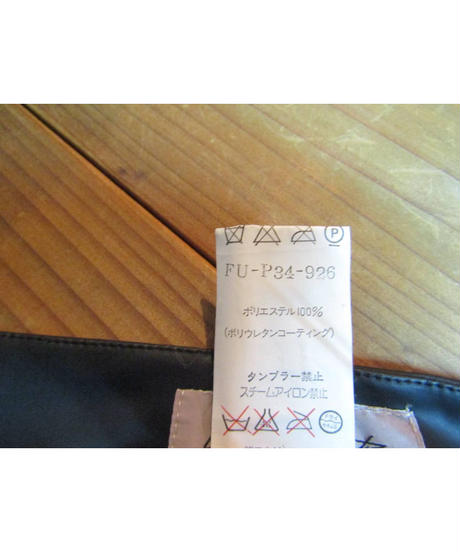 P
FU-P34-926
ポリエステル100%
(ポリウレタンコーティング)
タンブラー禁止
スチームアイロン禁止